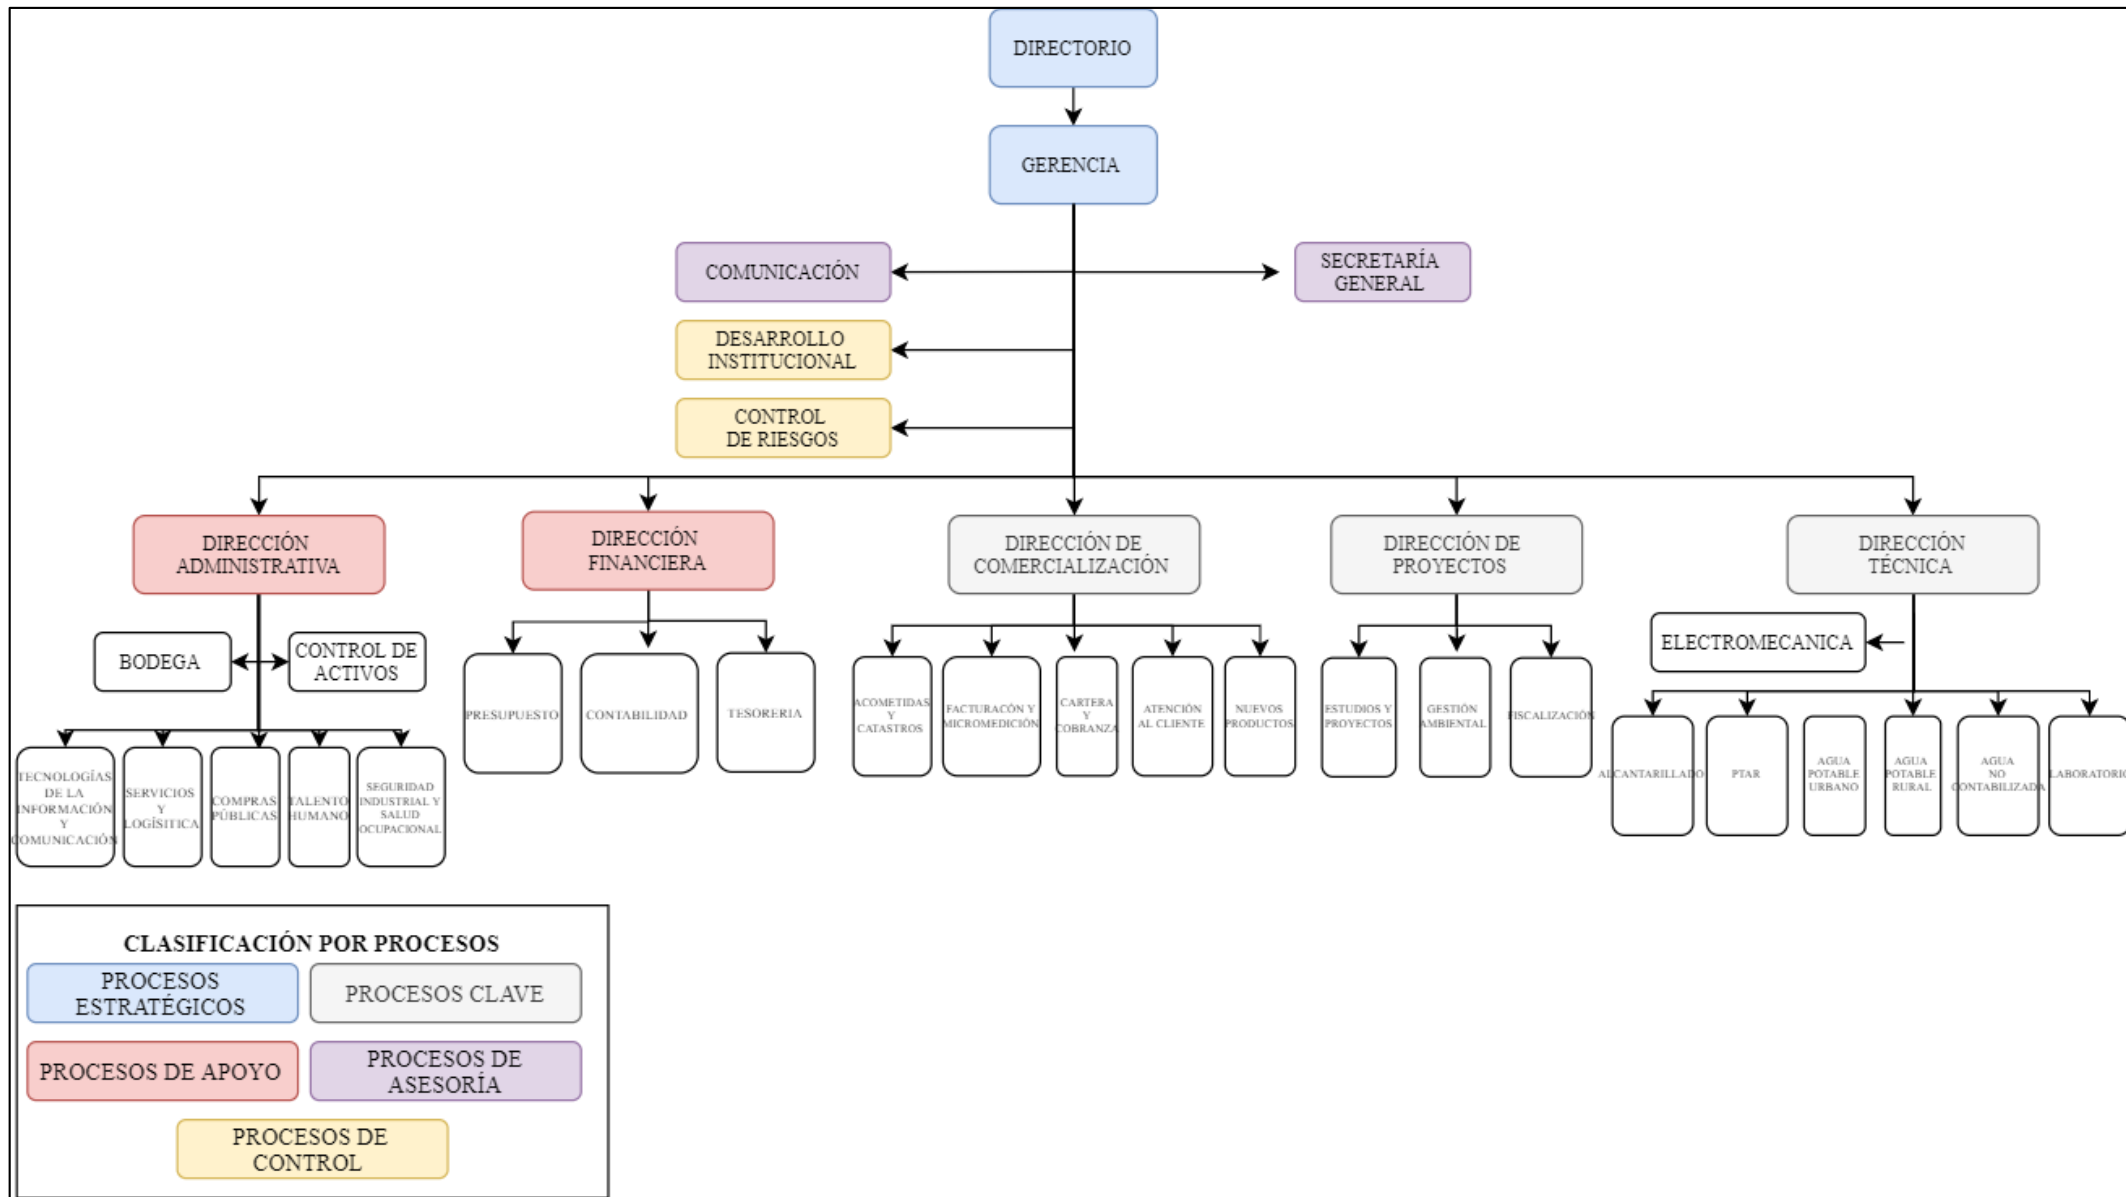 DIRECTORIO
GERENCIA
COMUNICACIÓN
SECRETARÍA
GENERAL
DESARROLLO
INSTITUCIONAL
CONTROL
DE RIESGOS
DIRECCIÓN
ADMINISTRATIVA
DIRECCIÓN
FINANCIERA
DIRECCIÓN DE
COMERCIALIZACIÓN
DIRECCIÓN DE
PROYECTOS
DIRECCIÓN
TÉCNICA
BODEGA
CONTROL DE
ACTIVOS
ELECTROMECANICA
PRESUPUESTO
CONTABILIDAD
TESORERIA
ACOMETIDAS
Y
CATASTROS
FACTURACÓN Y
MICROMEDICIÓN
CARTERA
Y
COBRANZA
ATENCIÓN
AL CLIENTE
NUEVOS
PRODUCTOS
ESTUDIOS Y
PROYECTOS
GESTIÓN
AMBIENTAL
FISCALIZACIÓN
TECNOLOGÍAS
DE LA
INFORMACIÓN
Y
COMUNICACIÓN
SERVICIOS
Y
LOGÍSITICA
COMPRAS
PÚBLICAS
TALENTO
HUMANO
SEGURIDAD
INDUSTRIAL Y
SALUD
OCUPACIONAL
ALCANTARILLADO
PTAR
AGUA
POTABLE
URBANO
AGUA
POTABLE
RURAL
AGUA
NO
CONTABILIZADA
LABORATORIO
CLASIFICACIÓN POR PROCESOS
PROCESOS
ESTRATÉGICOS
PROCESOS CLAVE
PROCESOS DE APOYO
PROCESOS DE
ASESORÍA
PROCESOS DE
CONTROL